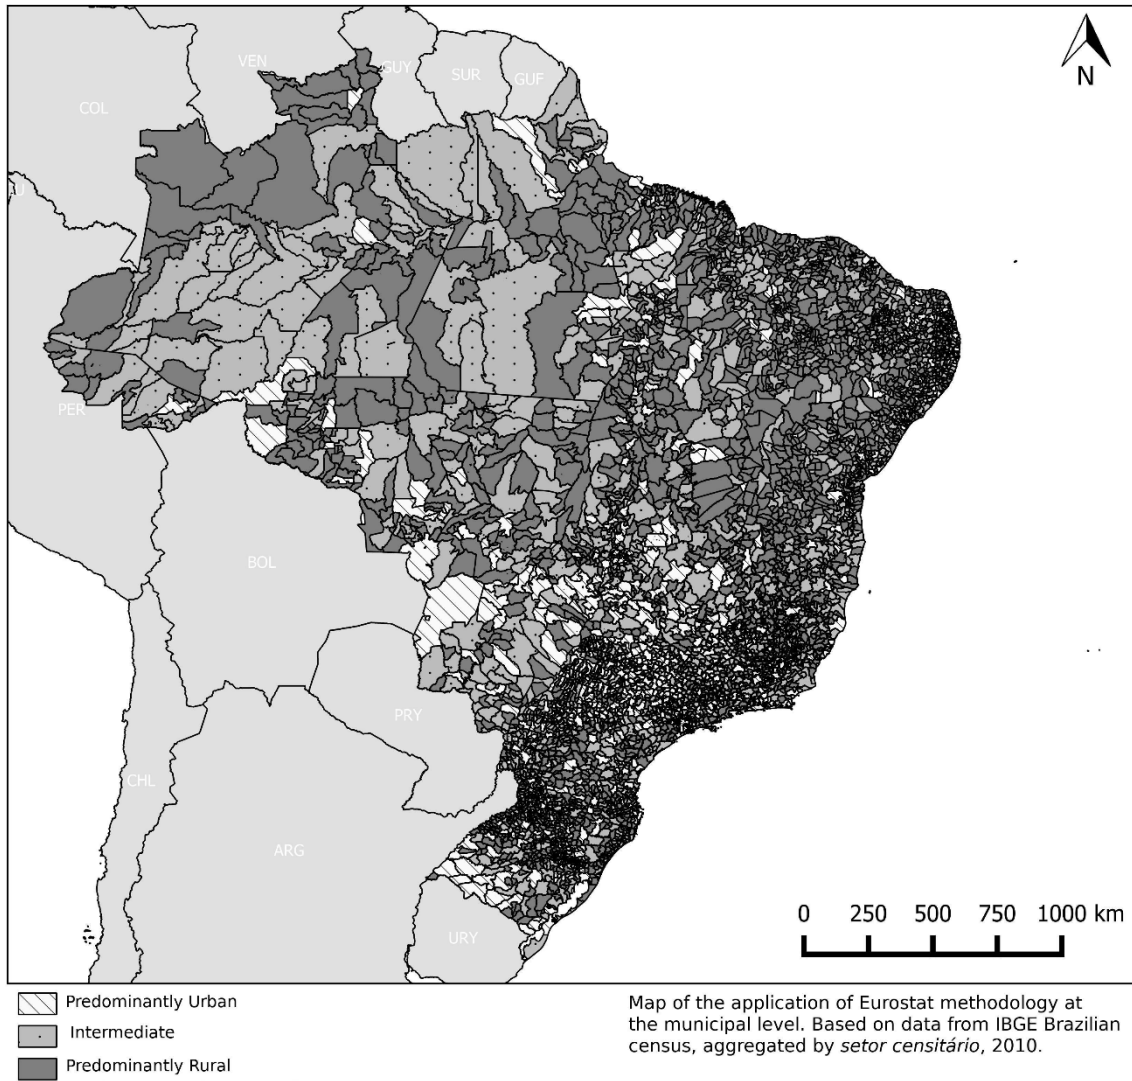 N
VEN
GUY
SUR
GUF
COL
PER
BOL
PRY
CHL
ARG
URY
0 250 500 750 1000 km
Predominantly Urban
Intermediate
Predominantly Rural
Map of the application of Eurostat methodology at
the municipal level. Based on data from IGBE Brazilian
census, aggregated by setor censitário, 2010.